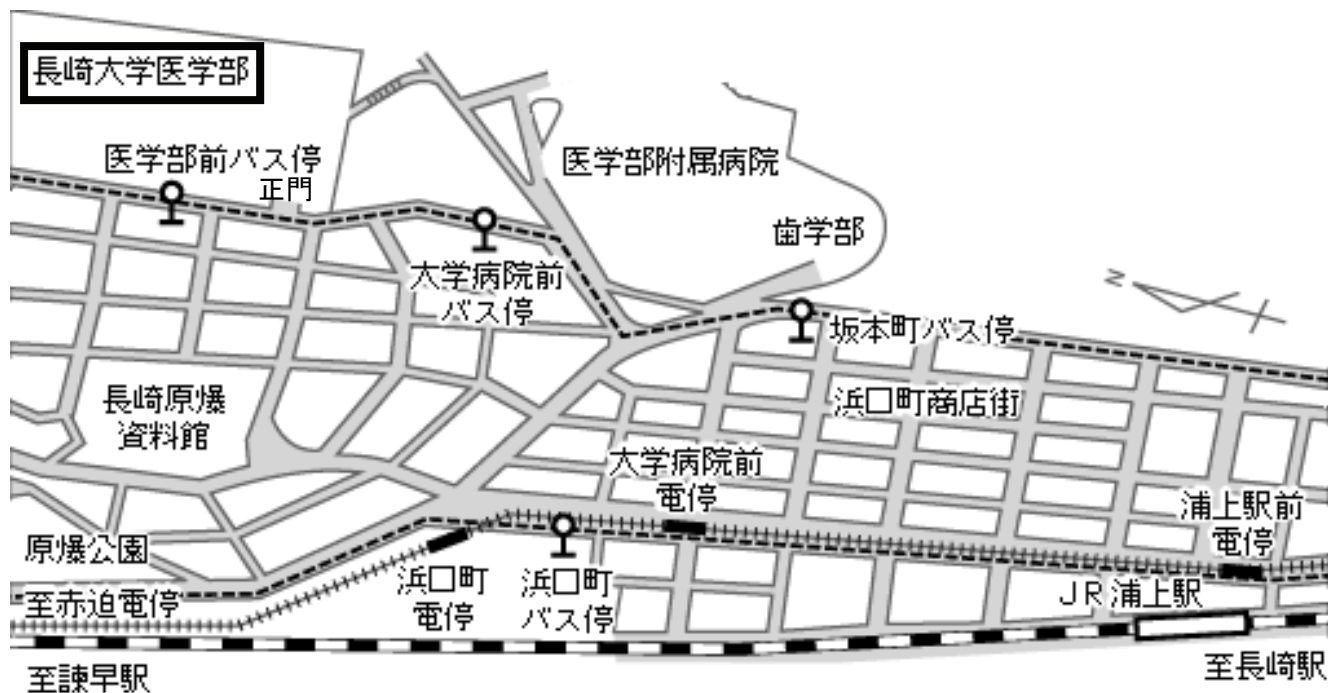 長崎大学医学部
医学部前バス停
正門
医学部附属病院
歯学部
大学病院前
バス停
N
坂本町バス停
長崎原爆
資料館
浜口町商店街
大学病院前
電停
浦上駅前
電停
原爆公園
浜口町
電停
浜口町
バス停
JR浦上駅
至赤迫電停
至諫早駅
至長崎駅